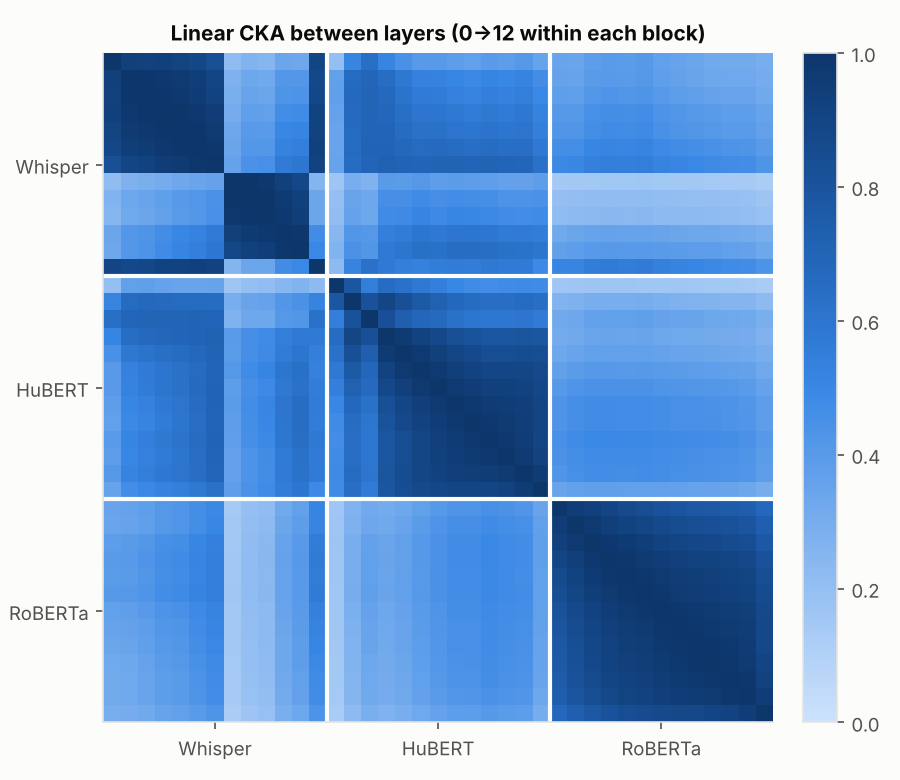 Linear CKA between layers (0→12 within each block)
1.0
Whisper
0.8
0.6
HuBERT
0.4
0.2
RoBERTa
0.0
Whisper HuBERT RoBERTa